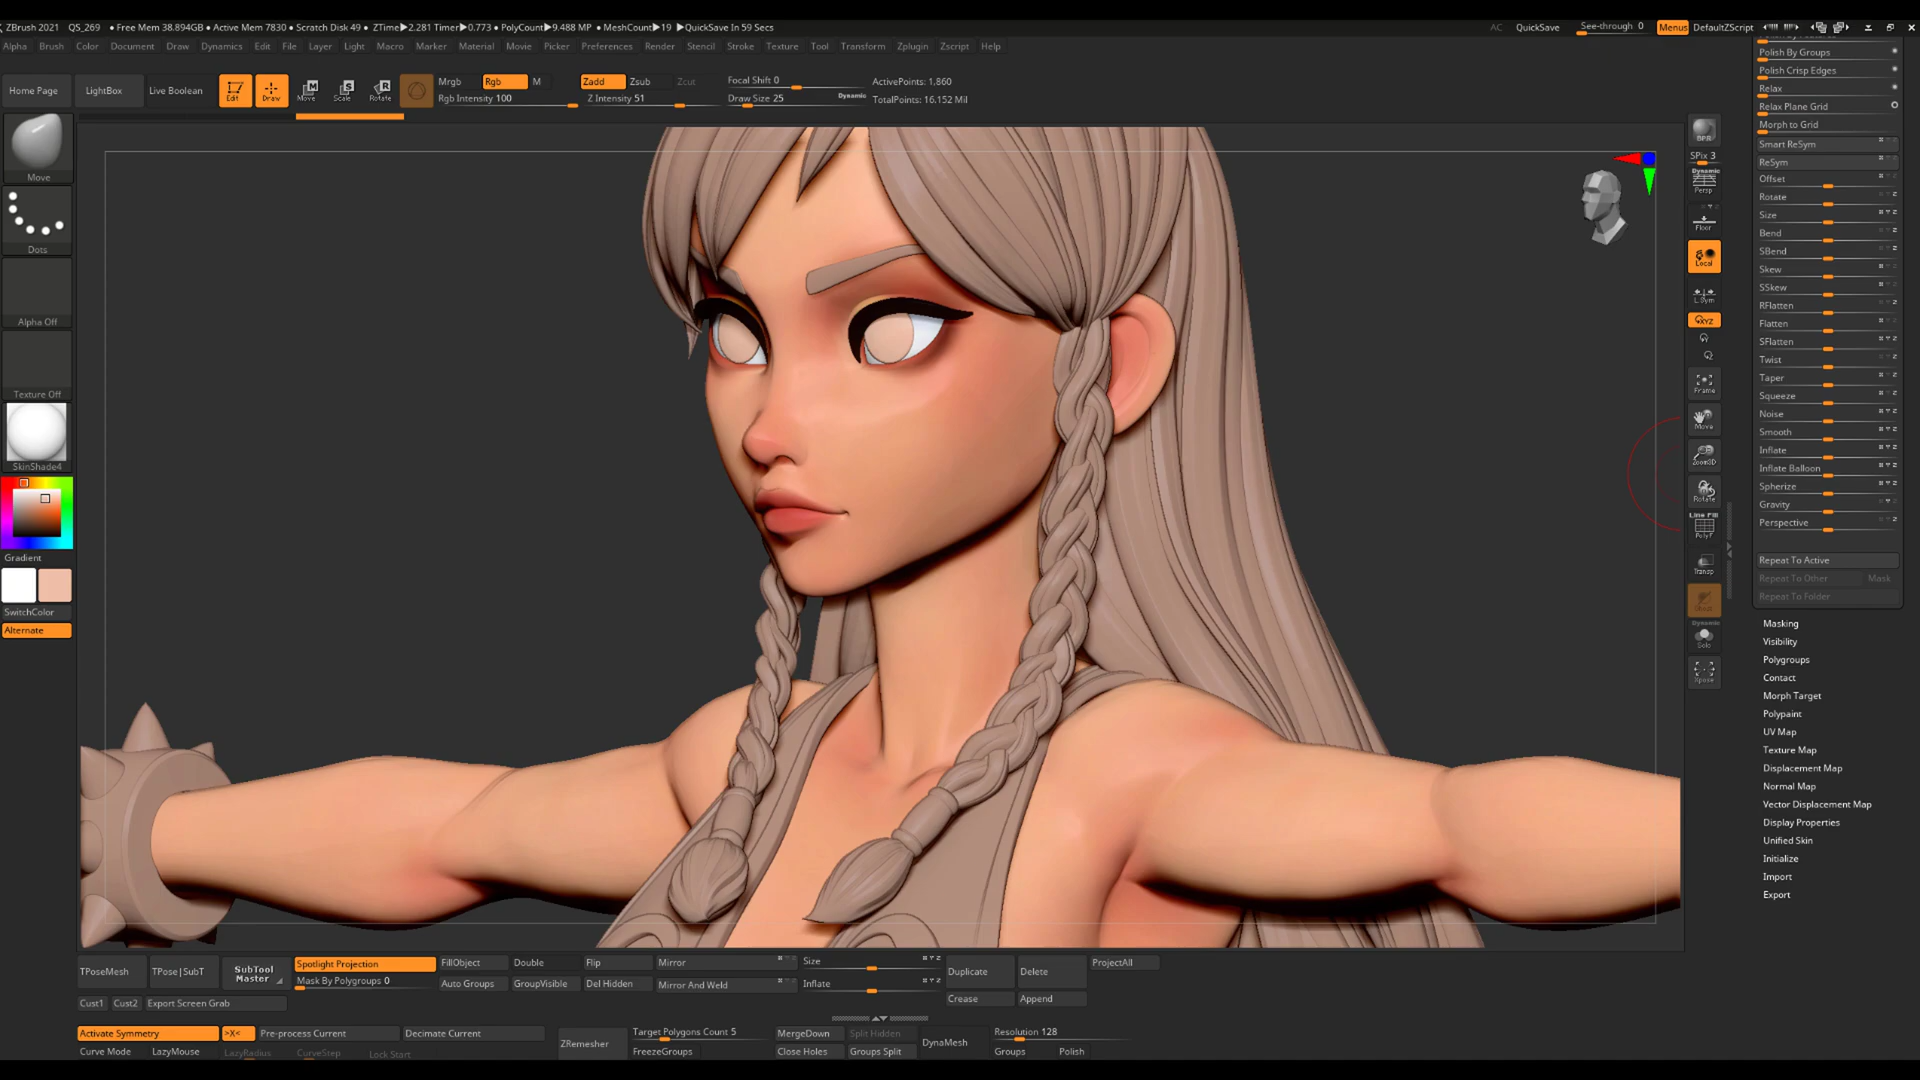 ZBrush 2021 QS_269 • Free Mem 38.894GB • Active Mem 7830 • Scratch Disk 49 • ZTime▶2.281 Timer▶0.773 • PolyCount▶9.488 MP • MeshCount▶19 ▶QuickSave In 59 Secs AC QuickSave See-through 0 Menus DefaultZScript
Alpha Brush Color Document Draw Dynamics Edit File Layer Light Macro Marker Material Movie Picker Preferences Render Stencil Stroke Texture Tool Transform Zplugin Zscript Help
Home Page LightBox Live Boolean Edit Draw Move Scale Rotate
Mrgb Rgb M Zadd Zsub Zcut Focal Shift 0 ActivePoints: 1,860
Rgb Intensity 100 Z Intensity 51 Draw Size 25 Dynamic TotalPoints: 16.152 Mil
Move
Dots
Alpha Off
Texture Off
SkinShade4
Gradient
SwitchColor
Alternate
BPR
SPix 3
Dynamic
Persp
Floor
Local
L.Sym
XYZ
Frame
Move
Zoom3D
Rotate
Line Fill
PolyF
Transp
Ghost
Dynamic
Solo
Xpose
Polish By Groups
Polish Crisp Edges
Relax
Relax Plane Grid
Morph to Grid
Smart ReSym
ReSym
Offset
Rotate
Size
Bend
SBend
Skew
SSkew
RFlatten
Flatten
SFlatten
Twist
Taper
Squeeze
Noise
Smooth
Inflate
Inflate Balloon
Spherize
Gravity
Perspective
Repeat To Active
Repeat To Other Mask
Repeat To Folder
Masking
Visibility
Polygroups
Contact
Morph Target
Polypaint
UV Map
Texture Map
Displacement Map
Normal Map
Vector Displacement Map
Display Properties
Unified Skin
Initialize
Import
Export
TPoseMesh TPose|SubT SubTool Master
Spotlight Projection FillObject Double Flip Mirror Size Duplicate Delete ProjectAll
Mask By Polygroups 0 Auto Groups GroupVisible Del Hidden Mirror And Weld Inflate Crease Append
Cust1 Cust2 Export Screen Grab
Activate Symmetry >X< Pre-process Current Decimate Current ZRemesher Target Polygons Count 5 MergeDown Split Hidden DynaMesh Resolution 128
Curve Mode LazyMouse LazyRadius CurveStep Lock Start FreezeGroups Close Holes Groups Split Groups Polish